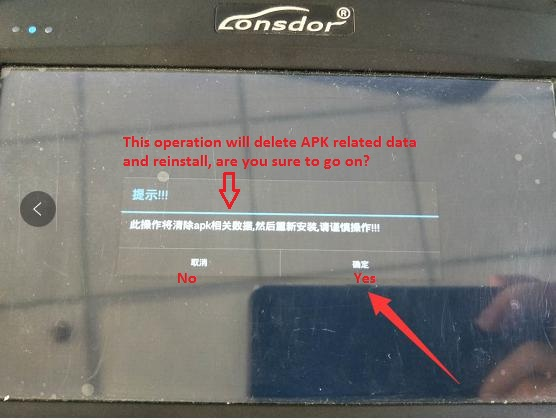 Lonsdor®
This operation will delete APK related data
and reinstall, are you sure to go on?
提示!!!
此操作将清除apk相关数据,然后重新安装,请谨慎操作!!!
取消
确定
No
Yes